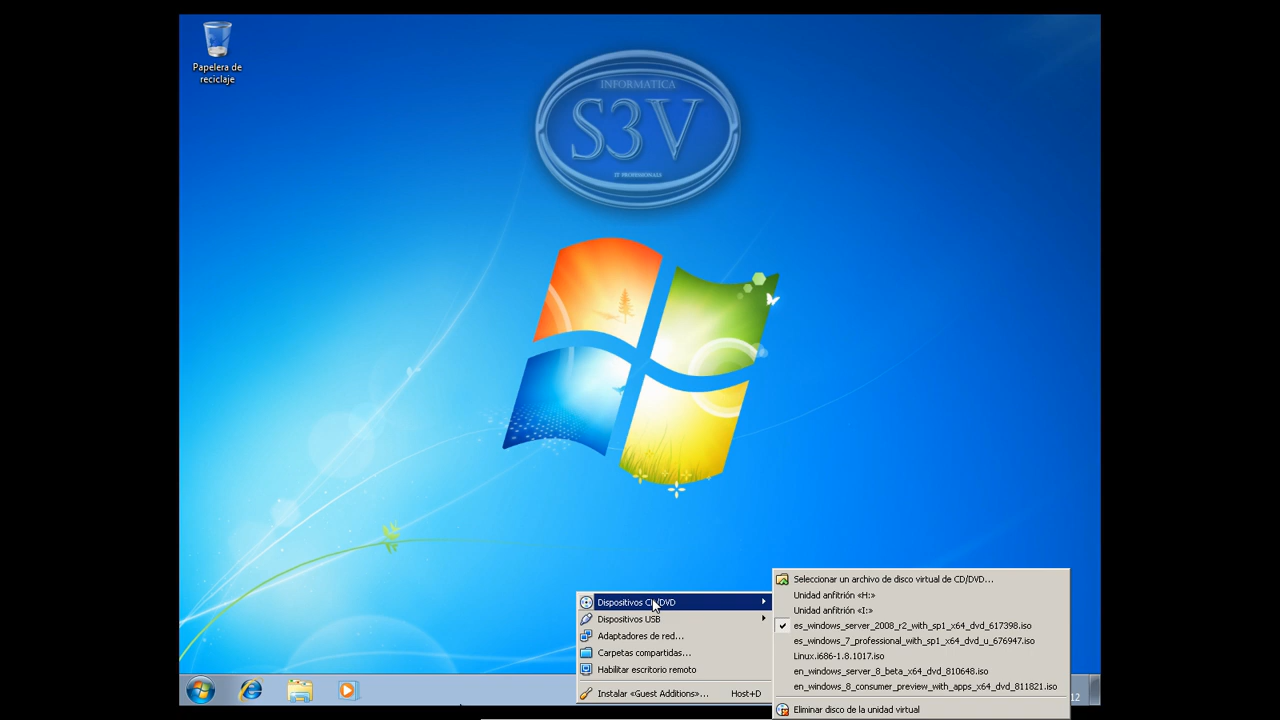 Papelera de
reciclaje
INFORMATICA
S3V
IT PROFESSIONALS
Dispositivos CD/DVD
Dispositivos USB
Adaptadores de red...
Carpetas compartidas...
Habilitar escritorio remoto
Instalar «Guest Additions»... Host+D
Seleccionar un archivo de disco virtual de CD/DVD...
Unidad anfitrión «H:»
Unidad anfitrión «I:»
es_windows_server_2008_r2_with_sp1_x64_dvd_617398.iso
es_windows_7_professional_with_sp1_x64_dvd_u_676947.iso
Linux.i686-1.8.1017.iso
en_windows_server_8_beta_x64_dvd_810648.iso
en_windows_8_consumer_preview_with_apps_x64_dvd_811821.iso
Eliminar disco de la unidad virtual
12